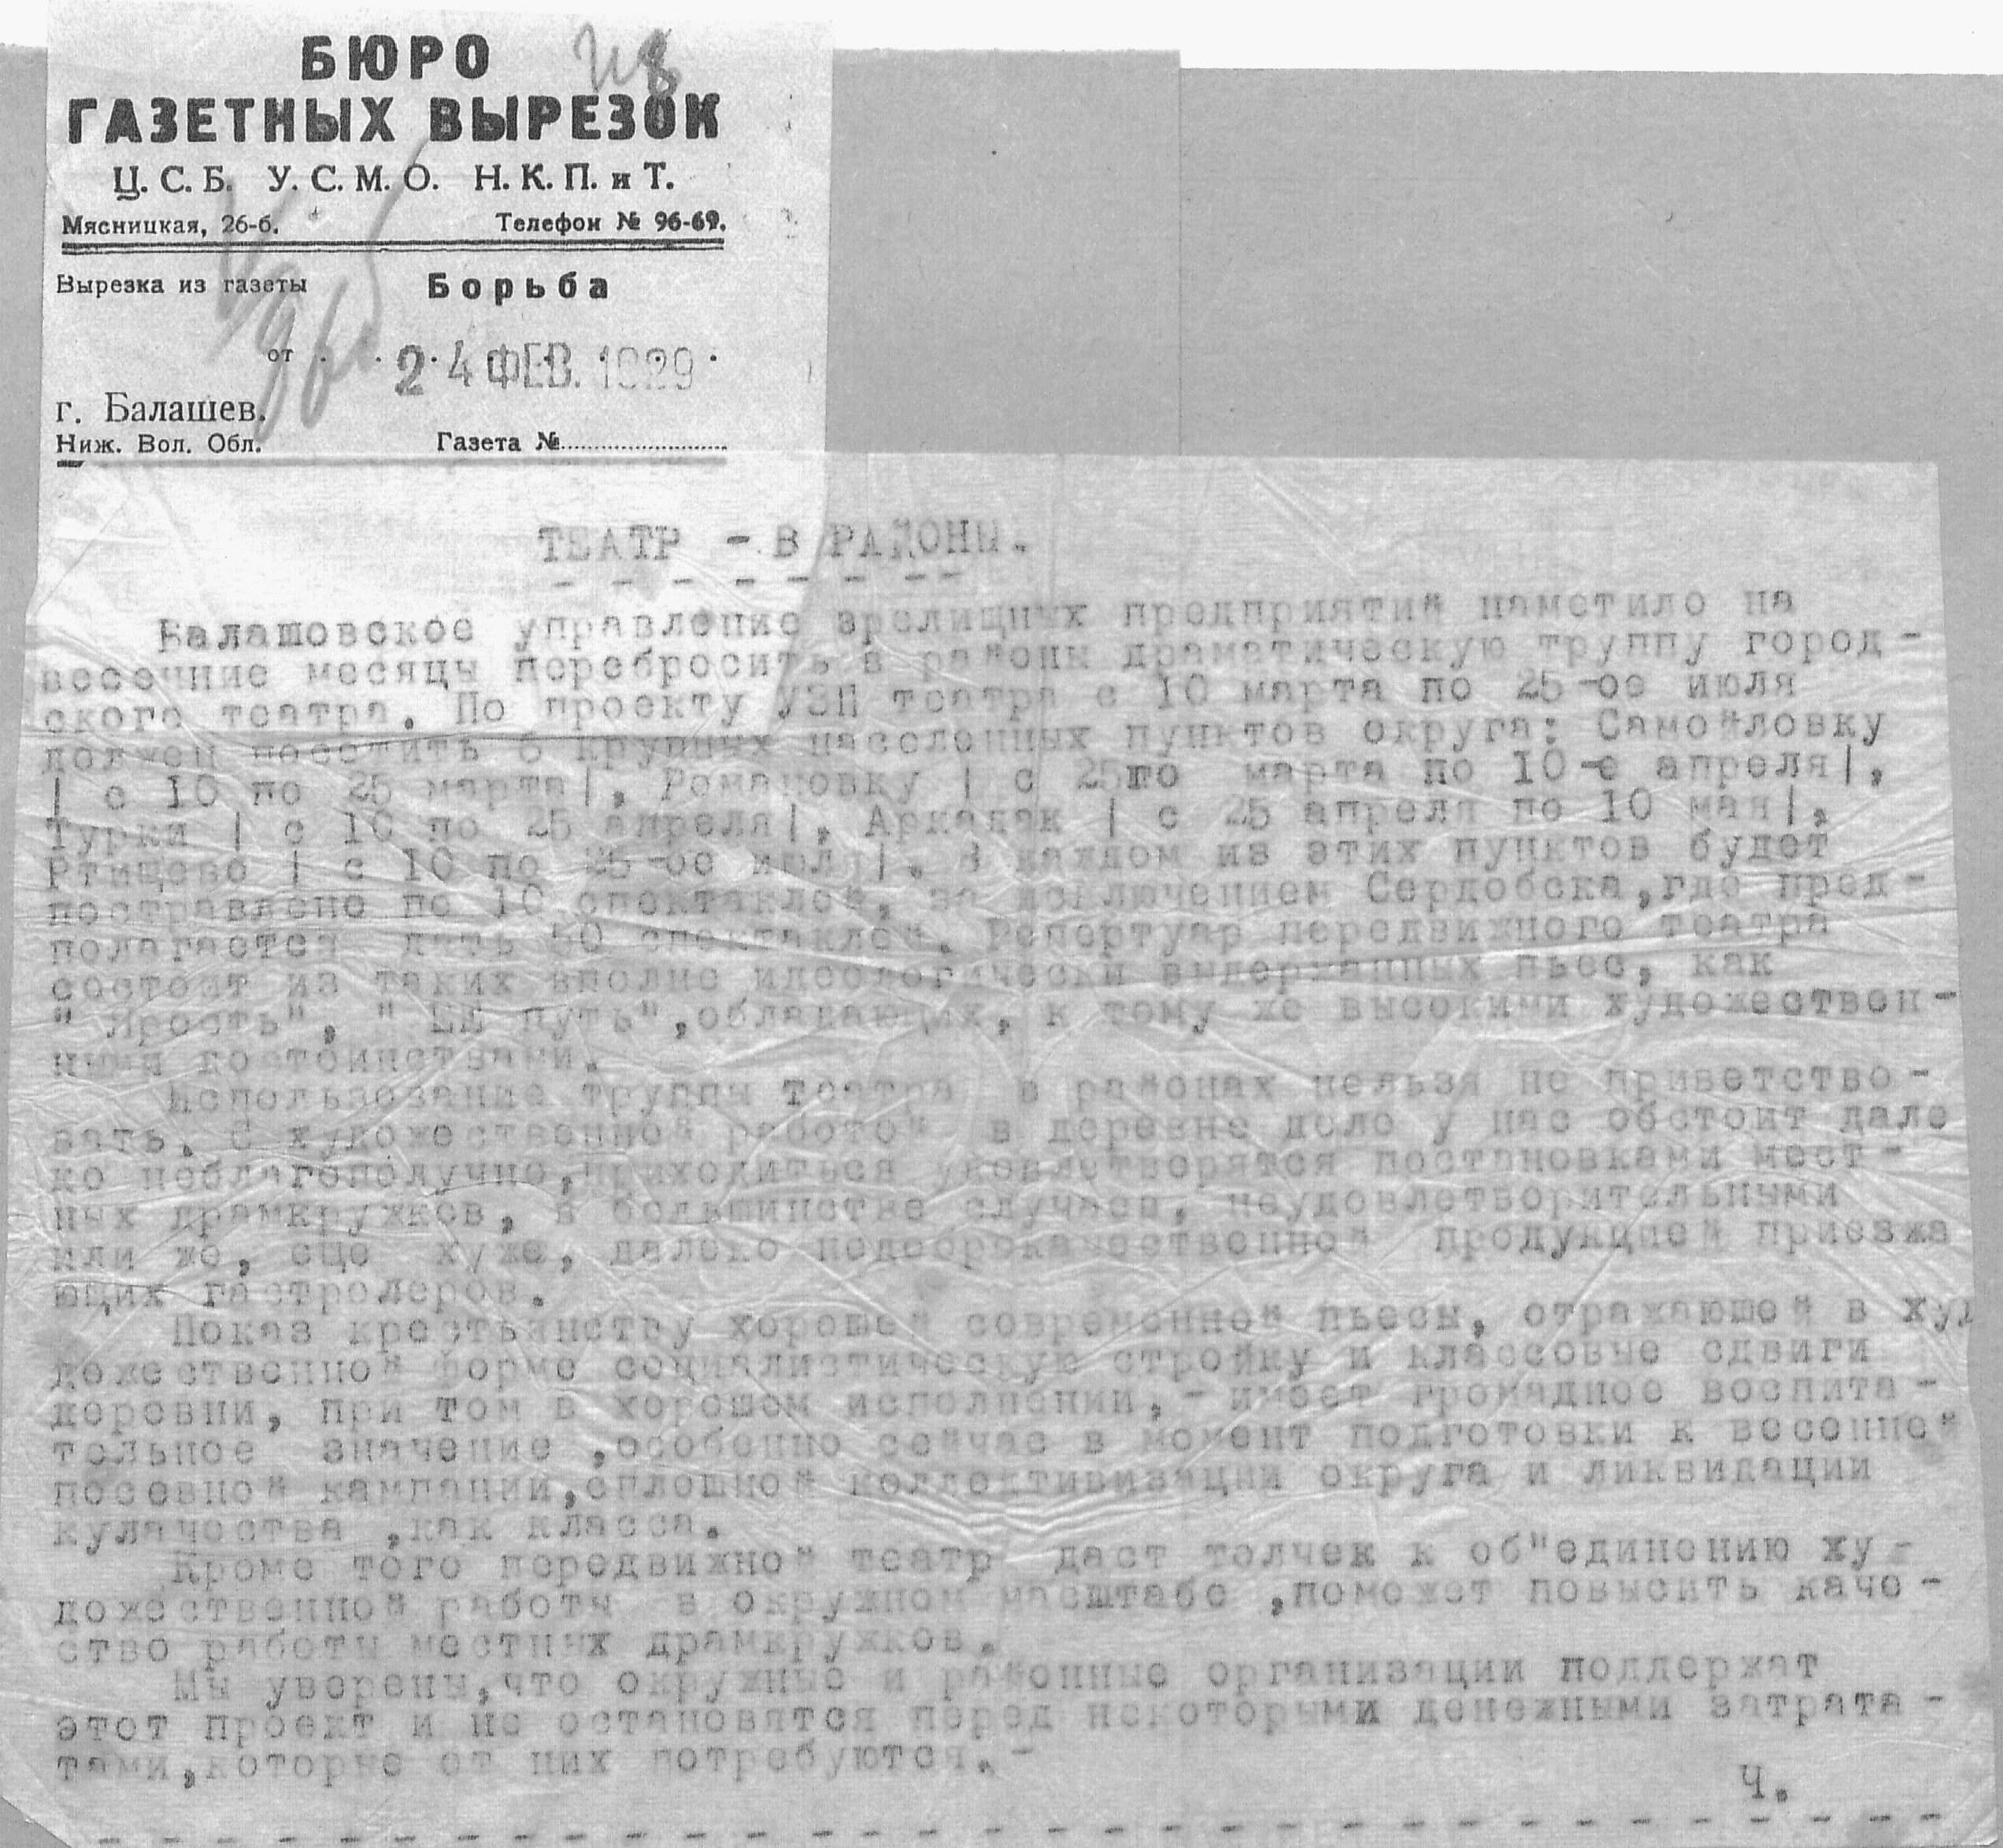 БЮРО
ГАЗЕТНЫХ ВЫРЕЗОК
Ц. С. Б. У. С. М. О. Н. К. П. и Т.
Мясницкая, 26-б. Телефон № 96-69.
Вырезка из газеты Борьба
от 2 4 ФЕВ. 1929
г. Балашев.
Ниж. Вол. Обл. Газета №
ТЕАТР - В РАЙОНЫ.
Балашовское управление зрелищных предприятий наметило на
весенние месяцы перебросить в районы драматическую труппу город-
ского театра. По проекту УЗП театра с 10 марта по 25-ое июля
должен посетить 6 крупных населенных пунктов округа: Самойловку
| с 10 по 25 марта|, Романовку | с 25го марта по 10-е апреля|,
Турки | с 10 по 25 апреля|, Аркадак | с 25 апреля по 10 мая|,
Ртищево | с 10 по 25-ое июля|. В каждом из этих пунктов будет
поставлено по 10 спектаклей, за исключением Сердобска,где пред-
полагается дать 50 спектаклей. Репертуар передвижного театра
состоит из таких вполне идеологически выдержанных пьес, как
" Ярость", " ЕЕ путь",обладающих, к тому же высокими художествен-
ными достоинствами.
Использование труппы театра в районах нельзя не приветство-
вать. С художественной работой в деревне дело у нас обстоит дале
ко неблагополучно,приходиться удовлетворятся постановками мест-
ных драмкружков, в большинстве случаев, неудовлетворительными
или же, еще хуже, далеко недоброкачественной продукцией приезжа
ющих гастролеров.
Показ крестьянству хорошей современной пьесы, отражаюшей в худ
дожественной форме социалистическую стройку и классовые сдвиги
деревни, при том в хорошем исполнении, - имеет громадное воспита-
тельное значение ,особенно сейчас в момент подготовки к весенней
посевной кампании,сплошной коллективизации округа и ликвидации
кулачества ,как класса.
Кроме того передвижной театр даст толчек к об"единению ху-
дожественной работы в окружном масштабе ,поможет повысить каче-
ство работы местных драмкружков.
Мы уверены,что окружные и районные организации поддержат
этот проект и не остановятся перед некоторыми денежными затрата-
тами,которые от них потребуются.-
Ч.